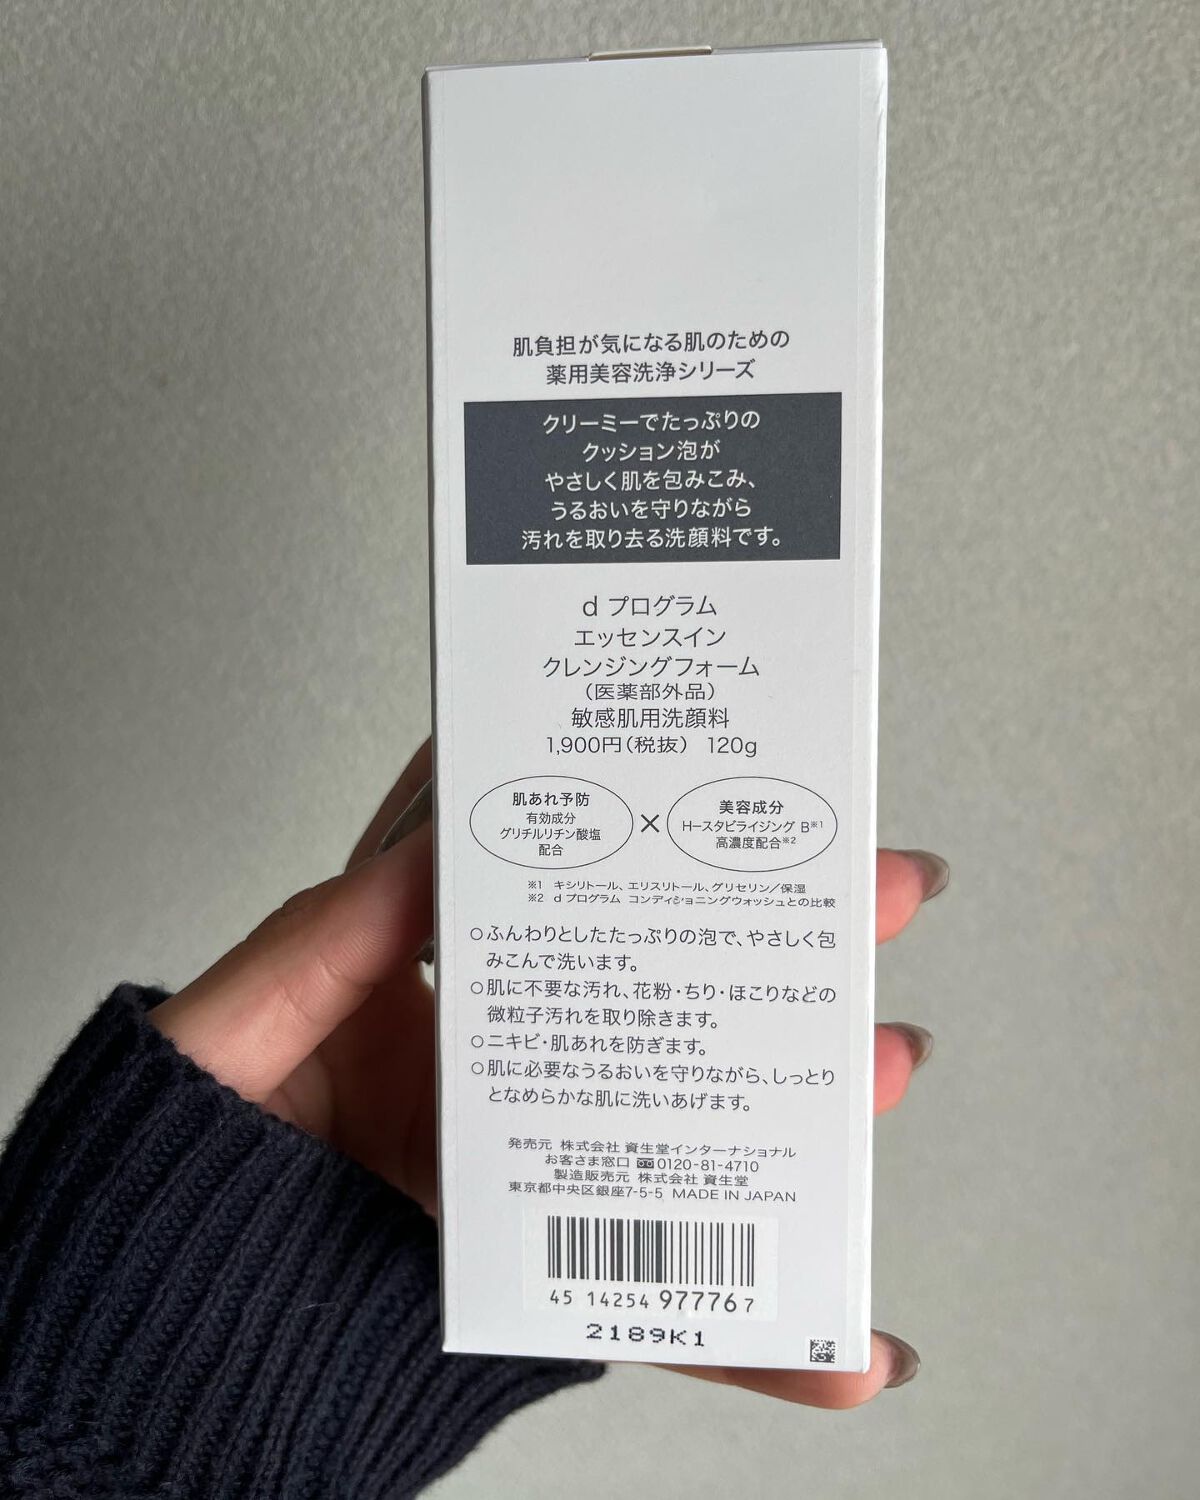 肌負担が気になる肌のための
薬用美容洗浄シリーズ
クリーミーでたっぷりの
クッション泡が
やさしく肌を包みこみ、
うるおいを守りながら
汚れを取り去る洗顔料です。
d プログラム
エッセンスイン
クレンジングフォーム
（医薬部外品）
敏感肌用洗顔料
1,900円（税抜） 120g
肌あれ予防
有効成分
グリチルリチン酸塩
配合
×
美容成分
H－スタビライジング B※1
高濃度配合※2
※1 キシリトール、エリスリトール、グリセリン／保湿
※2 d プログラム コンディショニングウォッシュとの比較
○ふんわりとしたたっぷりの泡で、やさしく包
みこんで洗います。
○肌に不要な汚れ、花粉・ちり・ほこりなどの
微粒子汚れを取り除きます。
○ニキビ・肌あれを防ぎます。
○肌に必要なうるおいを守りながら、しっとり
となめらかな肌に洗いあげます。
発売元 株式会社 資生堂インターナショナル
お客さま窓口 0120-81-4710
製造販売元 株式会社 資生堂
東京都中央区銀座7-5-5 MADE IN JAPAN
45 14254 97776 7
2189K1